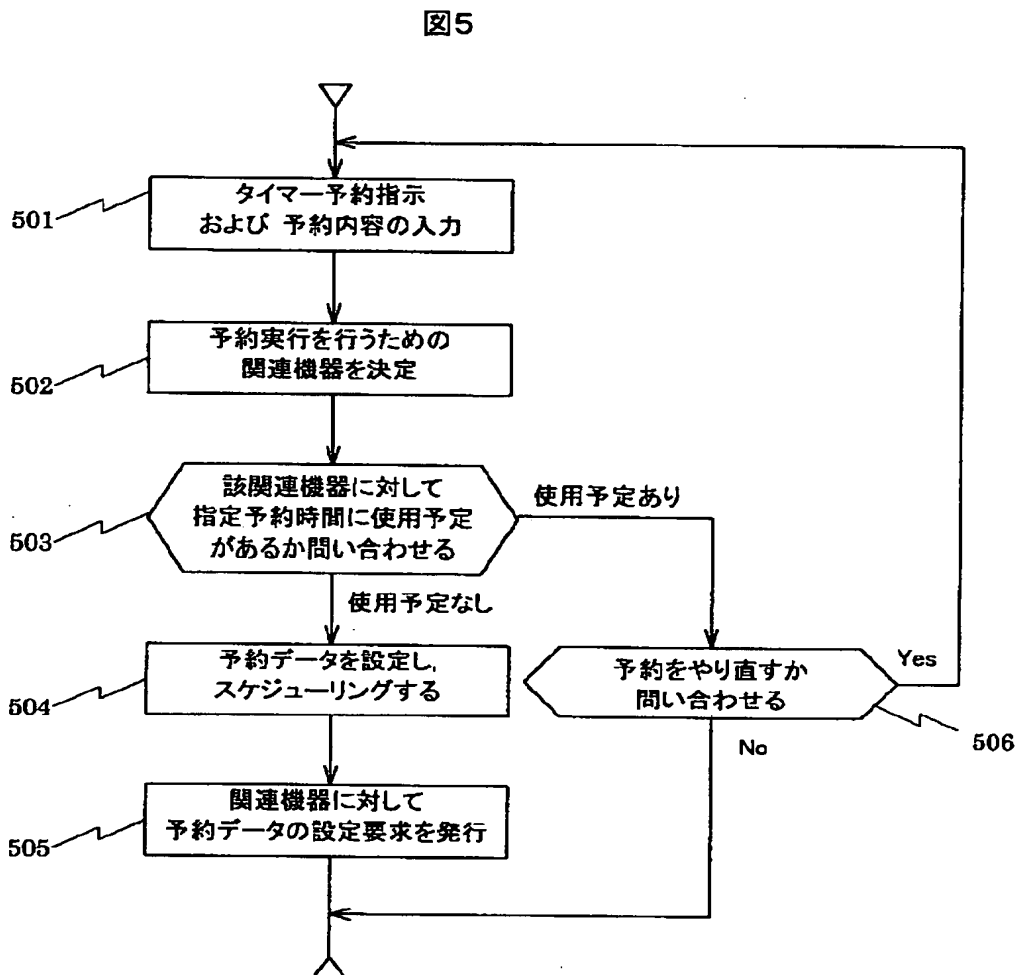 図5
501
タイマー予約指示
および 予約内容の入力
502
予約実行を行うための
関連機器を決定
503
該関連機器に対して
指定予約時間に使用予定
があるか問い合わせる
使用予定あり
使用予定なし
504
予約データを設定し,
スケジューリングする
予約をやり直すか
問い合わせる
Yes
506
No
505
関連機器に対して
予約データの設定要求を発行